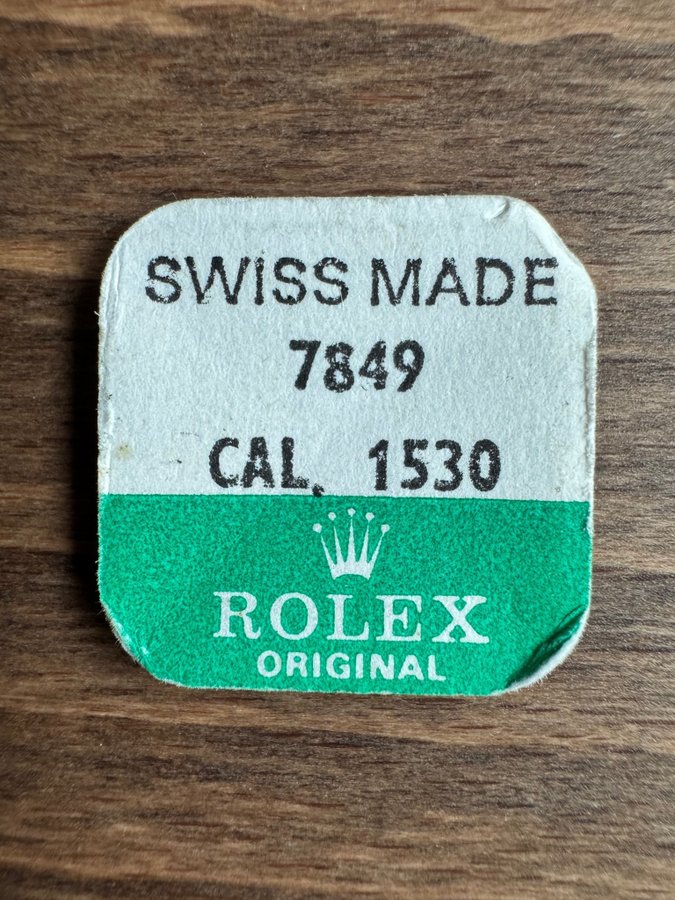 SWISS MADE
7849
CAL. 1530
ROLEX
ORIGINAL